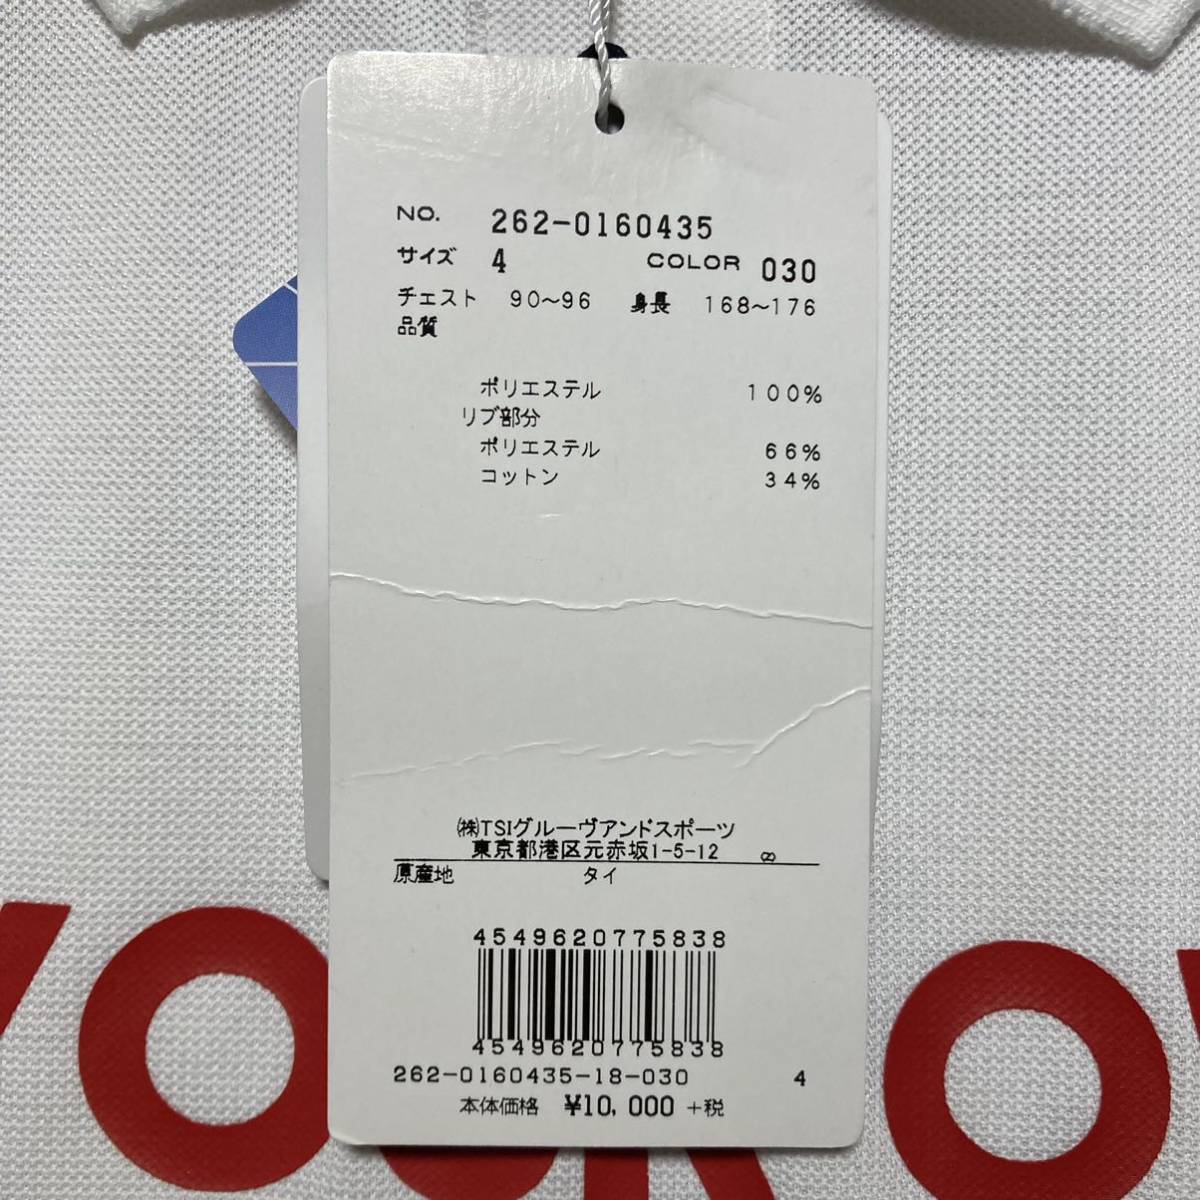 NO. 262-0160435
サイズ 4 COLOR 030
チェスト 90～96 身長 168～176
品質
ポリエステル 100%
リブ部分
ポリエステル 66%
コットン 34%
㈱TSIグルーヴアンドスポーツ
東京都港区元赤坂1-5-12
原産地 タイ
4549620775838
4549620775838
262-0160435-18-030 4
本体価格 ¥10,000 +税